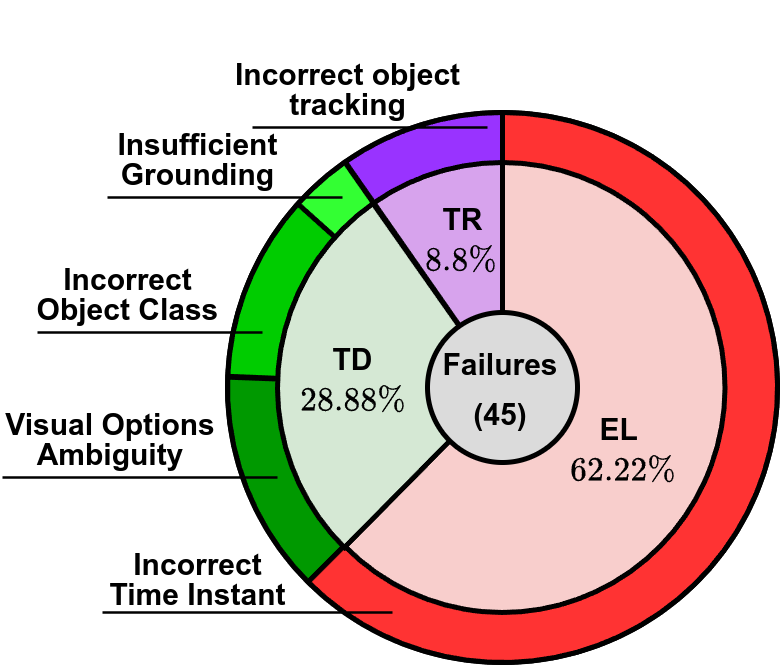 Incorrect object
tracking
Insufficient
Grounding
TR
8.8%
Incorrect
Object Class
TD
28.88%
Failures
(45)
Visual Options
Ambiguity
EL
62.22%
Incorrect
Time Instant